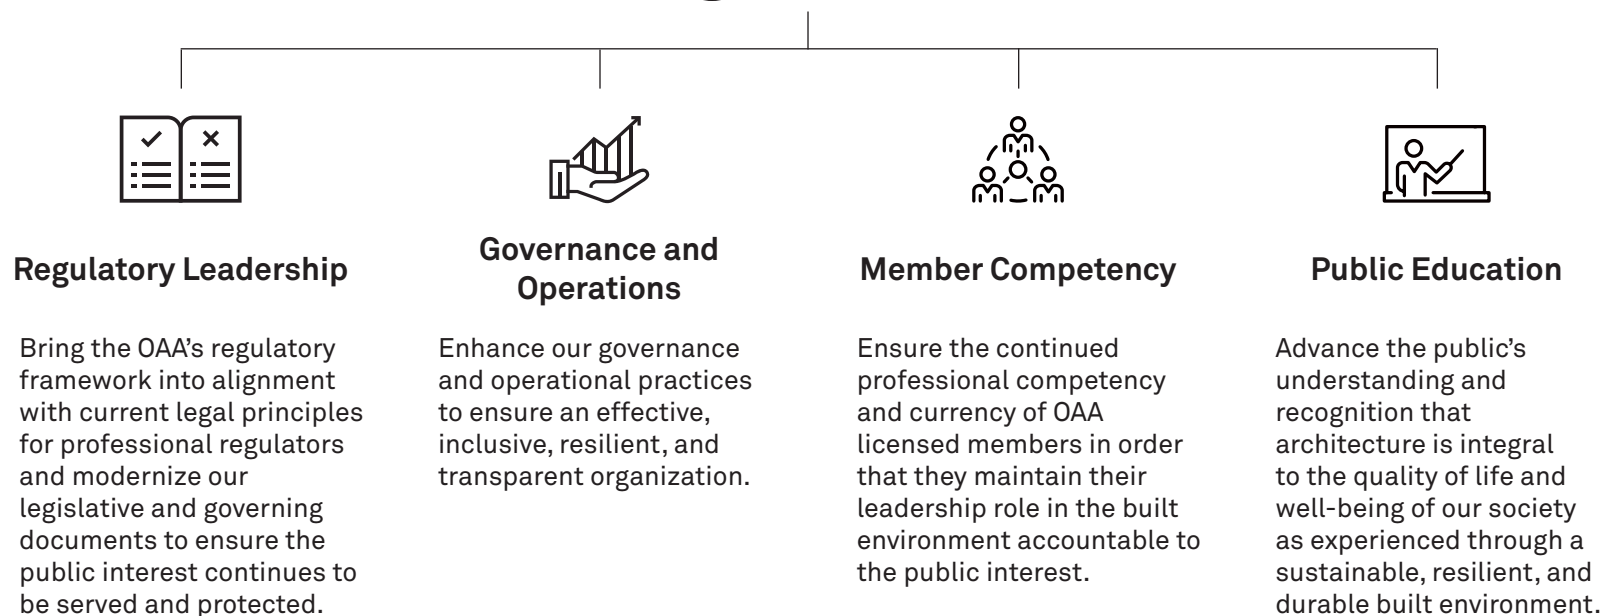 Regulatory Leadership
Bring the OAA's regulatory
framework into alignment
with current legal principles
for professional regulators
and modernize our
legislative and governing
documents to ensure the
public interest continues to
be served and protected.
Governance and
Operations
Enhance our governance
and operational practices
to ensure an effective,
inclusive, resilient, and
transparent organization.
Member Competency
Ensure the continued
professional competency
and currency of OAA
licensed members in order
that they maintain their
leadership role in the built
environment accountable to
the public interest.
Public Education
Advance the public's
understanding and
recognition that
architecture is integral
to the quality of life and
well-being of our society
as experienced through a
sustainable, resilient, and
durable built environment.